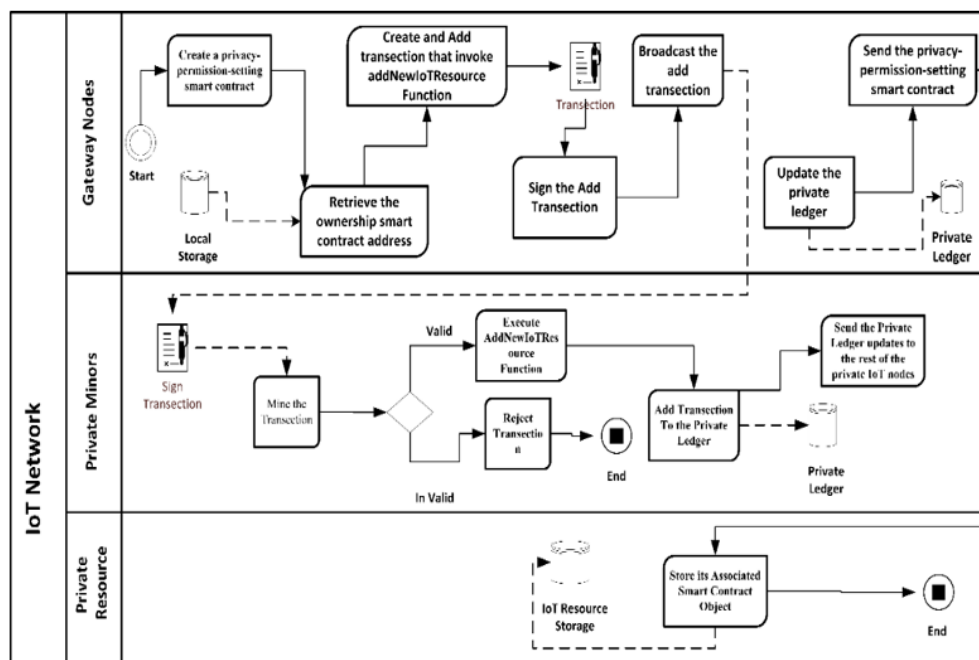 IoT Network
Gateway Nodes
Start
Create a privacy-
permission-setting
smart contract
Local
Storage
Retrieve the
ownership smart
contract address
Create and Add
transaction that invoke
addNewIoTResource
Function
Transection
Sign the Add
Transection
Broadcast the
add
transection
Update the
private
ledger
Send the privacy-
permission-setting
smart contract
Private
Ledger
Private Minors
Sign
Transection
Mine the
Transection
Valid
In Valid
Execute
AddNewIoTRes
ource
Function
Reject
Transectio
n
End
Add Transection
To the Private
Ledger
Send the Private
Ledger updates to
the rest of the
private IoT nodes
Private
Ledger
Private
Resource
IoT Resource
Storage
Store its Associated
Smart Contract
Object
End